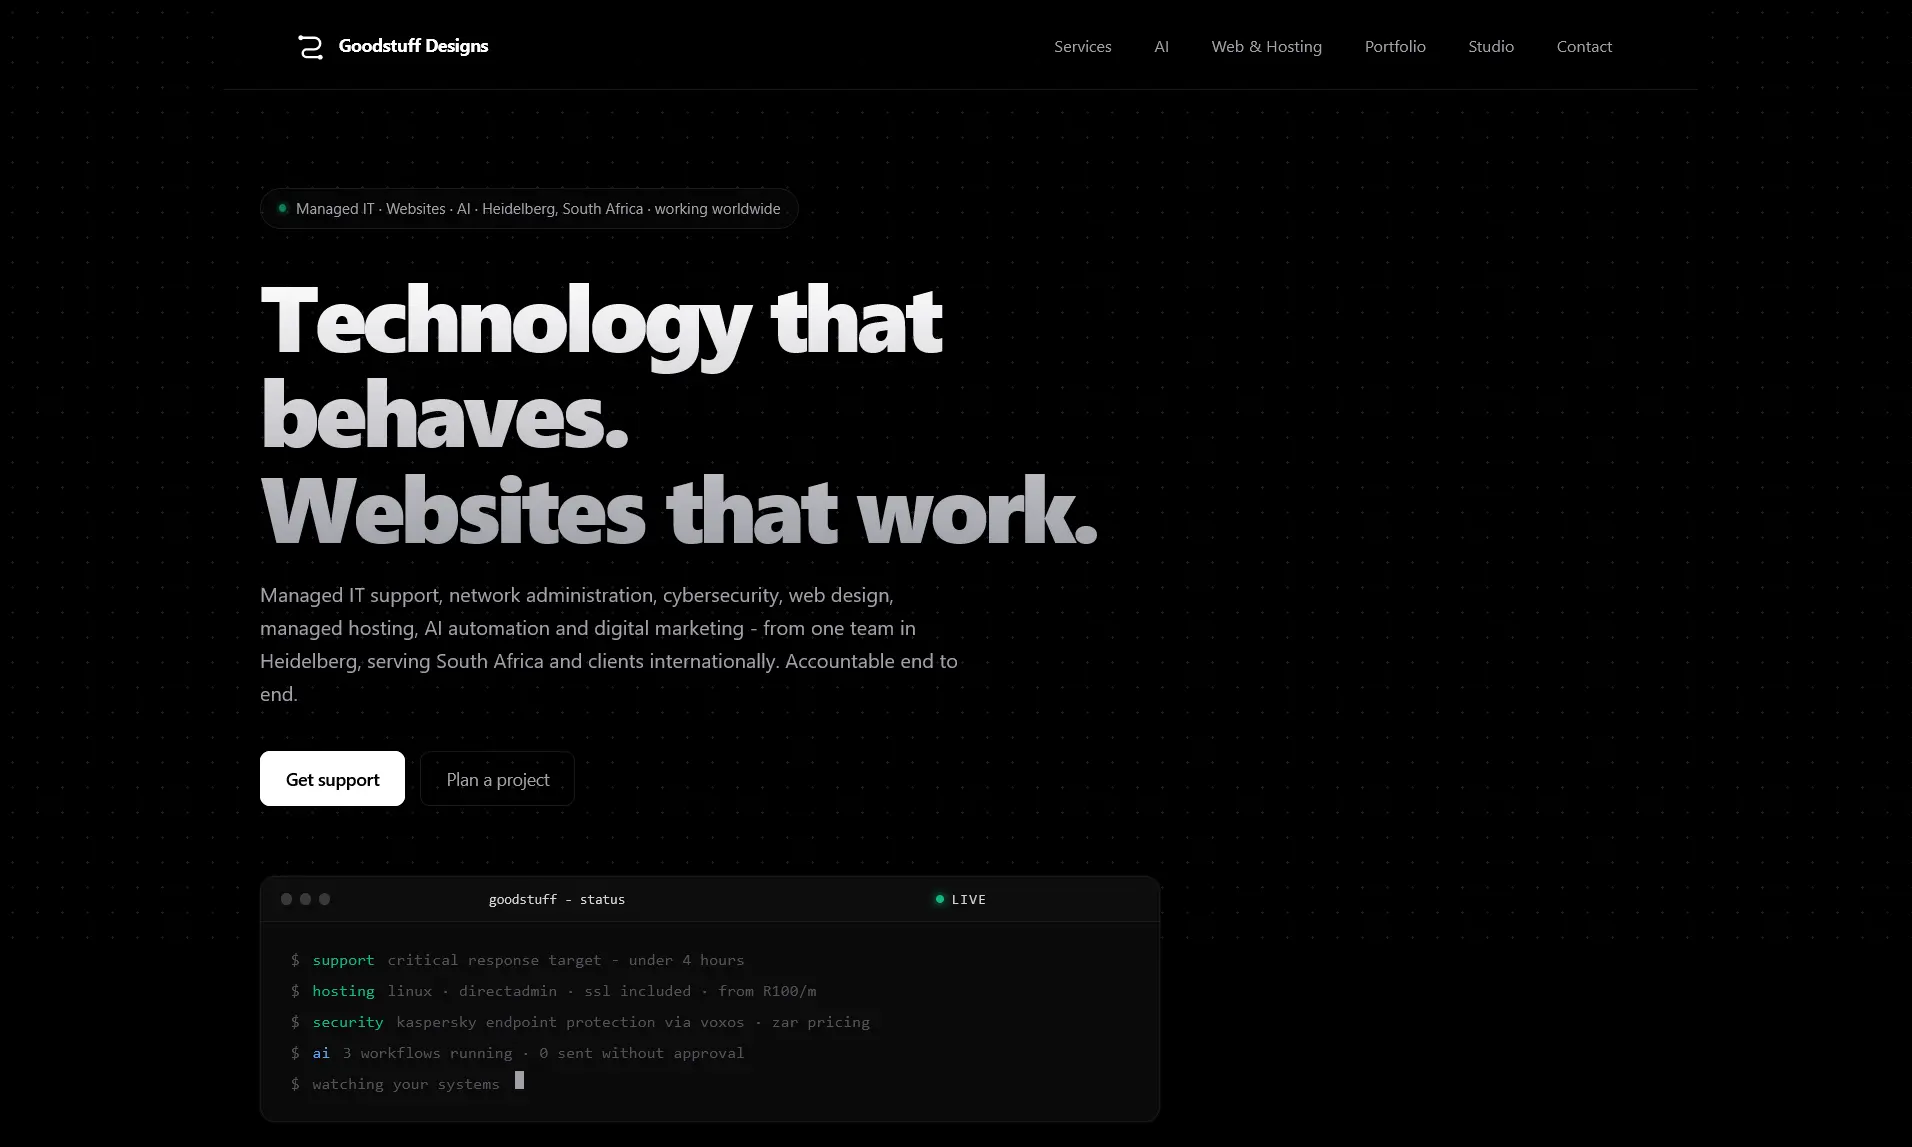 Goodstuff Designs
Services
AI
Web & Hosting
Portfolio
Studio
Contact
Managed IT · Websites · AI · Heidelberg, South Africa · working worldwide
Technology that
behaves.
Websites that work.
Managed IT support, network administration, cybersecurity, web design,
managed hosting, AI automation and digital marketing - from one team in
Heidelberg, serving South Africa and clients internationally. Accountable end to
end.
Get support
Plan a project
goodstuff - status
LIVE
$ support critical response target - under 4 hours
$ hosting linux · directadmin · ssl included · from R100/m
$ security kaspersky endpoint protection via voxos · zar pricing
$ ai 3 workflows running · 0 sent without approval
$ watching your systems